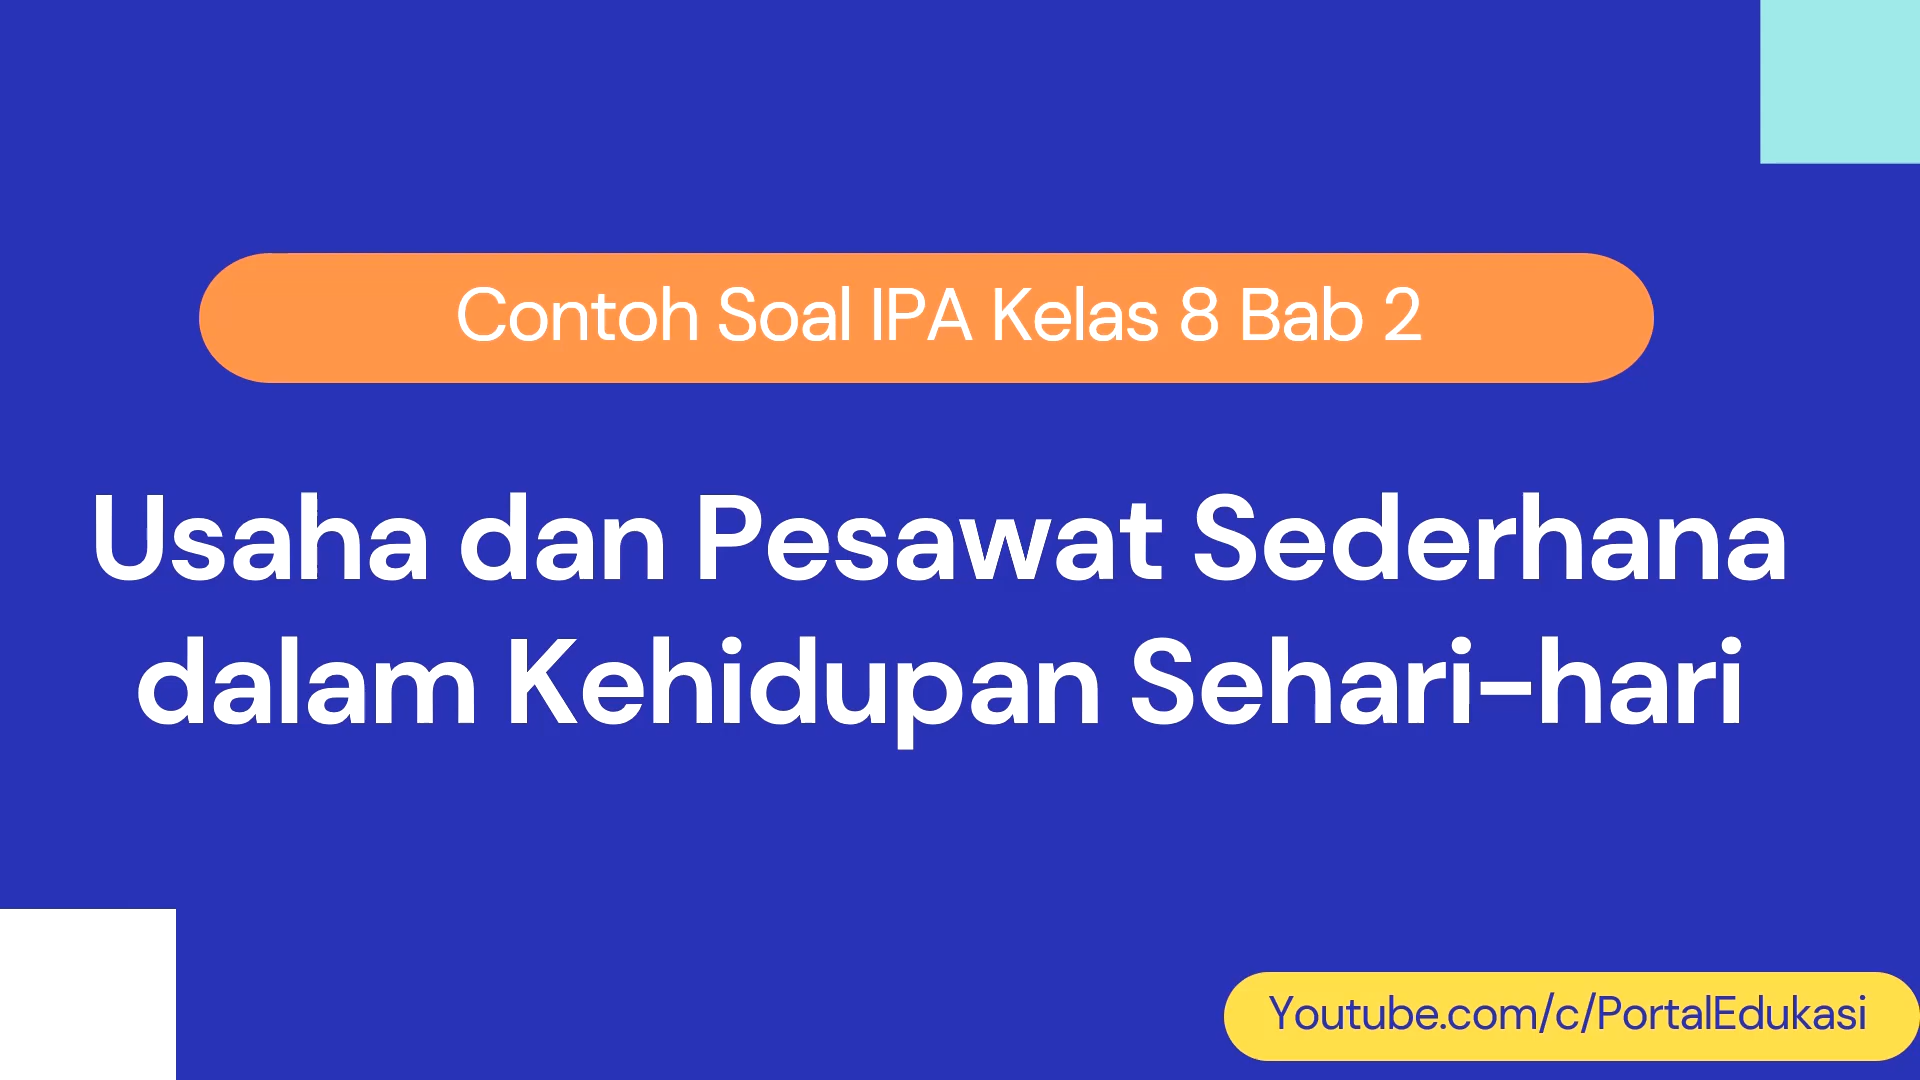 Contoh Soal IPA Kelas 8 Bab 2
Usaha dan Pesawat Sederhana
dalam Kehidupan Sehari-hari
Youtube.com/c/PortalEdukasi